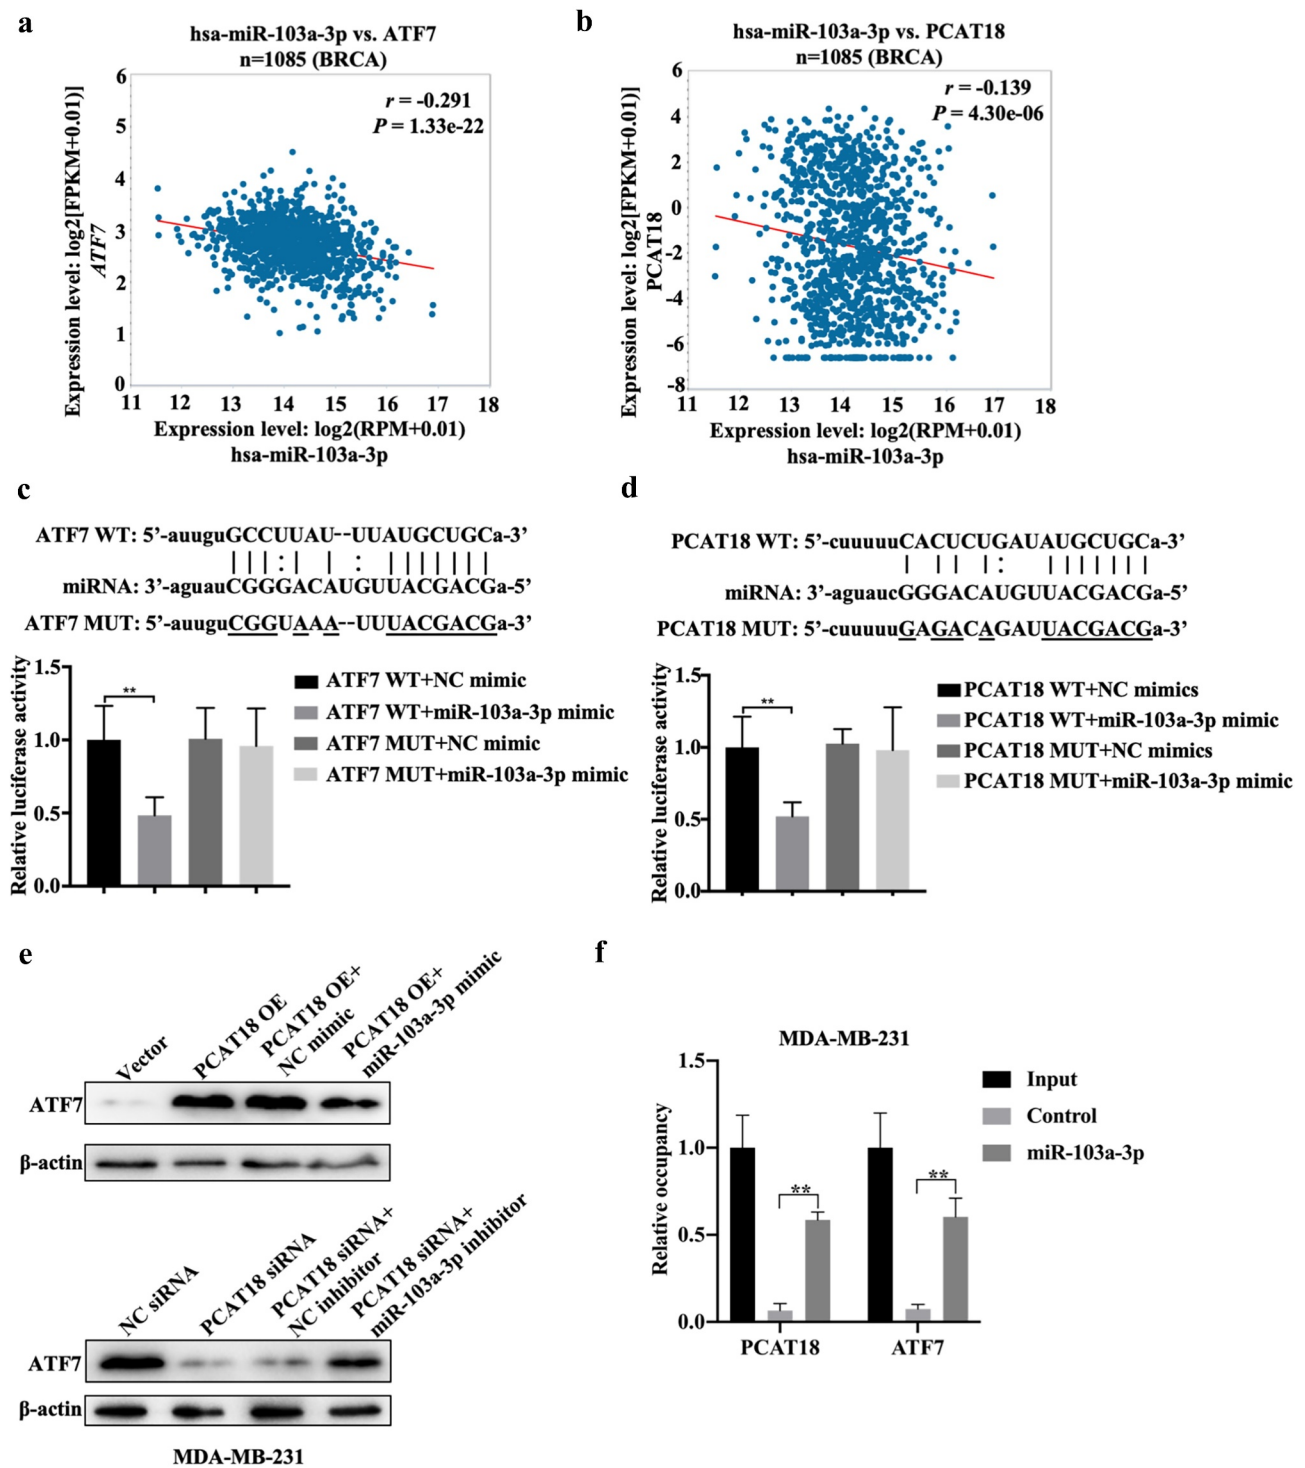 a
hsa-miR-103a-3p vs. ATF7
n=1085 (BRCA)
r = -0.291
P = 1.33e-22
Expression level: log2[FPKM+0.01)]
ATF7
6
5
4
3
2
1
0
11 12 13 14 15 16 17 18
Expression level: log2(RPM+0.01)
hsa-miR-103a-3p
b
hsa-miR-103a-3p vs. PCAT18
n=1085 (BRCA)
r = -0.139
P = 4.30e-06
Expression level: log2[FPKM+0.01)]
PCAT18
6
4
2
0
-2
-4
-6
-8
11 12 13 14 15 16 17 18
Expression level: log2(RPM+0.01)
hsa-miR-103a-3p
c
ATF7 WT: 5’-auuguGCCUUAU--UUAUGCUGCa-3’
miRNA: 3’-aguauCGGGACAUGUUACGACGa-5’
ATF7 MUT: 5’-auuguCGGUAAA--UUUACGACGa-3’
Relative luciferase activity
1.5
1.0
0.5
0.0
**
ATF7 WT+NC mimic
ATF7 WT+miR-103a-3p mimic
ATF7 MUT+NC mimic
ATF7 MUT+miR-103a-3p mimic
d
PCAT18 WT: 5’-cuuuuuCACUCUGAUAUGCUGCa-3’
miRNA: 3’-aguaucGGGACAUGUUACGACGa-5’
PCAT18 MUT: 5’-cuuuuuGAGACAGAUUACGACGa-3’
Relative luciferase activity
1.5
1.0
0.5
0.0
**
PCAT18 WT+NC mimics
PCAT18 WT+miR-103a-3p mimic
PCAT18 MUT+NC mimics
PCAT18 MUT+miR-103a-3p mimic
e
Vector
PCAT18 OE
PCAT18 OE+
NC mimic
PCAT18 OE+
miR-103a-3p mimic
ATF7
β-actin
NC siRNA
PCAT18 siRNA
PCAT18 siRNA+
NC inhibitor
PCAT18 siRNA+
miR-103a-3p inhibitor
ATF7
β-actin
MDA-MB-231
f
MDA-MB-231
Relative occupancy
1.5
1.0
0.5
0.0
**
**
PCAT18
ATF7
Input
Control
miR-103a-3p